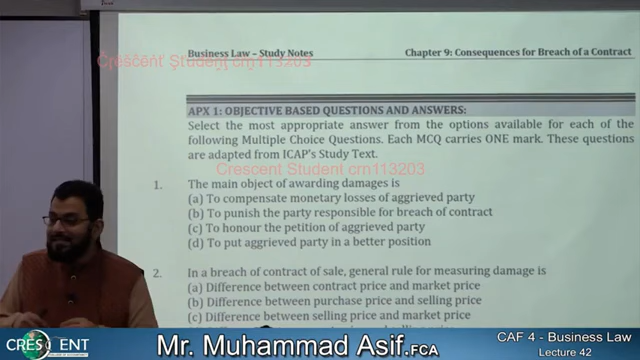 Business Law – Study Notes
Chapter 9: Consequences for Breach of a Contract
Crescent Student crn113203
APX 1: OBJECTIVE BASED QUESTIONS AND ANSWERS:
Select the most appropriate answer from the options available for each of the
following Multiple Choice Questions. Each MCQ carries ONE mark. These questions
are adapted from ICAP's Study Text.
Crescent Student crn113203
1. The main object of awarding damages is
(a) To compensate monetary losses of aggrieved party
(b) To punish the party responsible for breach of contract
(c) To honour the petition of aggrieved party
(d) To put aggrieved party in a better position
2. In a breach of contract of sale, general rule for measuring damage is
(a) Difference between contract price and market price
(b) Difference between purchase price and selling price
(c) Difference between selling price and market price
CRESCENT
Mr. Muhammad Asif.FCA
CAF 4 - Business Law
Lecture 42